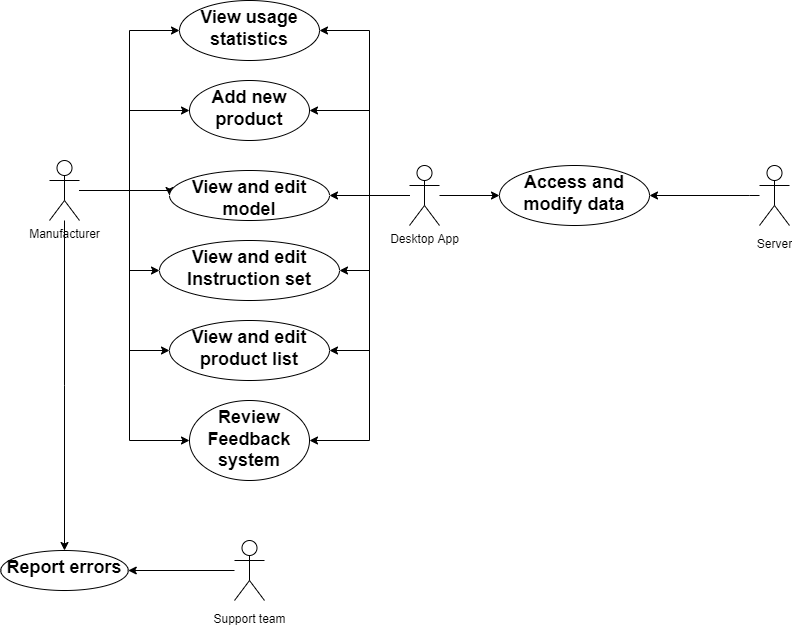 View usage
statistics
Add new
product
View and edit
model
Access and
modify data
Manufacturer
Desktop App
Server
View and edit
Instruction set
View and edit
product list
Review
Feedback
system
Report errors
Support team